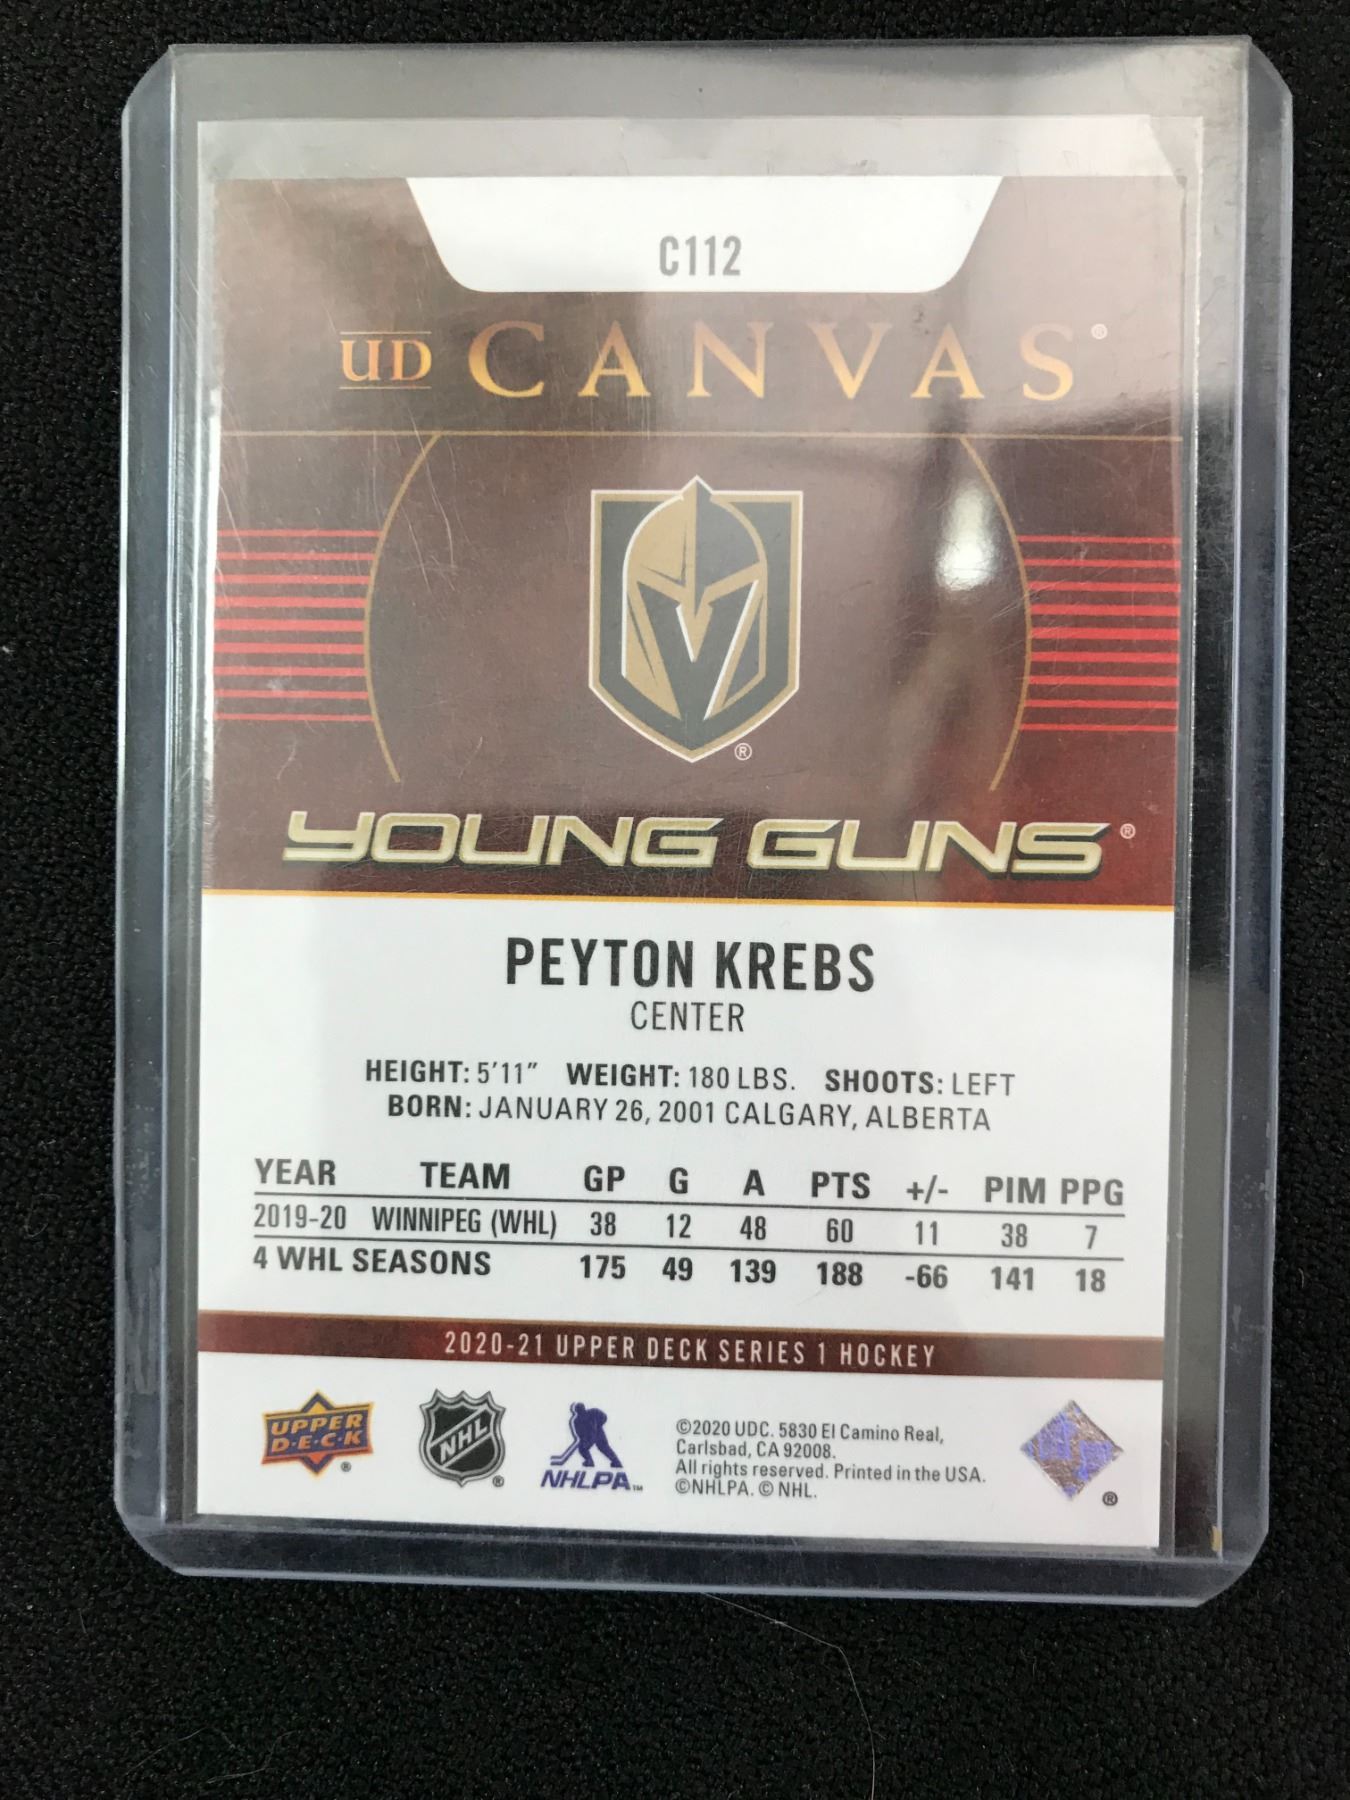 C112
UD CANVAS®
®
YOUNG GUNS®
PEYTON KREBS
CENTER
HEIGHT: 5'11" WEIGHT: 180 LBS. SHOOTS: LEFT
BORN: JANUARY 26, 2001 CALGARY, ALBERTA
YEAR TEAM GP G A PTS +/- PIM PPG
2019-20 WINNIPEG (WHL) 38 12 48 60 11 38 7
4 WHL SEASONS 175 49 139 188 -66 141 18
2020-21 UPPER DECK SERIES 1 HOCKEY
UPPER
D·E·C·K
®
NHL
®
NHLPA™
©2020 UDC. 5830 El Camino Real,
Carlsbad, CA 92008.
All rights reserved. Printed in the USA.
©NHLPA. © NHL.
®